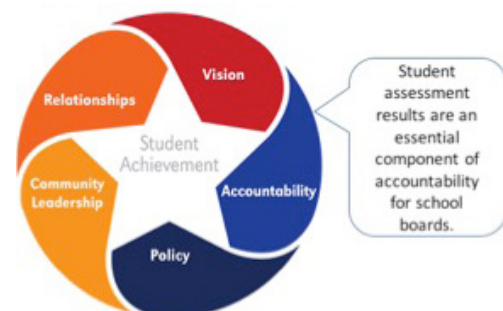 Vision
Relationships
Student
Achievement
Community
Leadership
Accountability
Policy
Student
assessment
results are an
essential
component of
accountability
for school
boards.